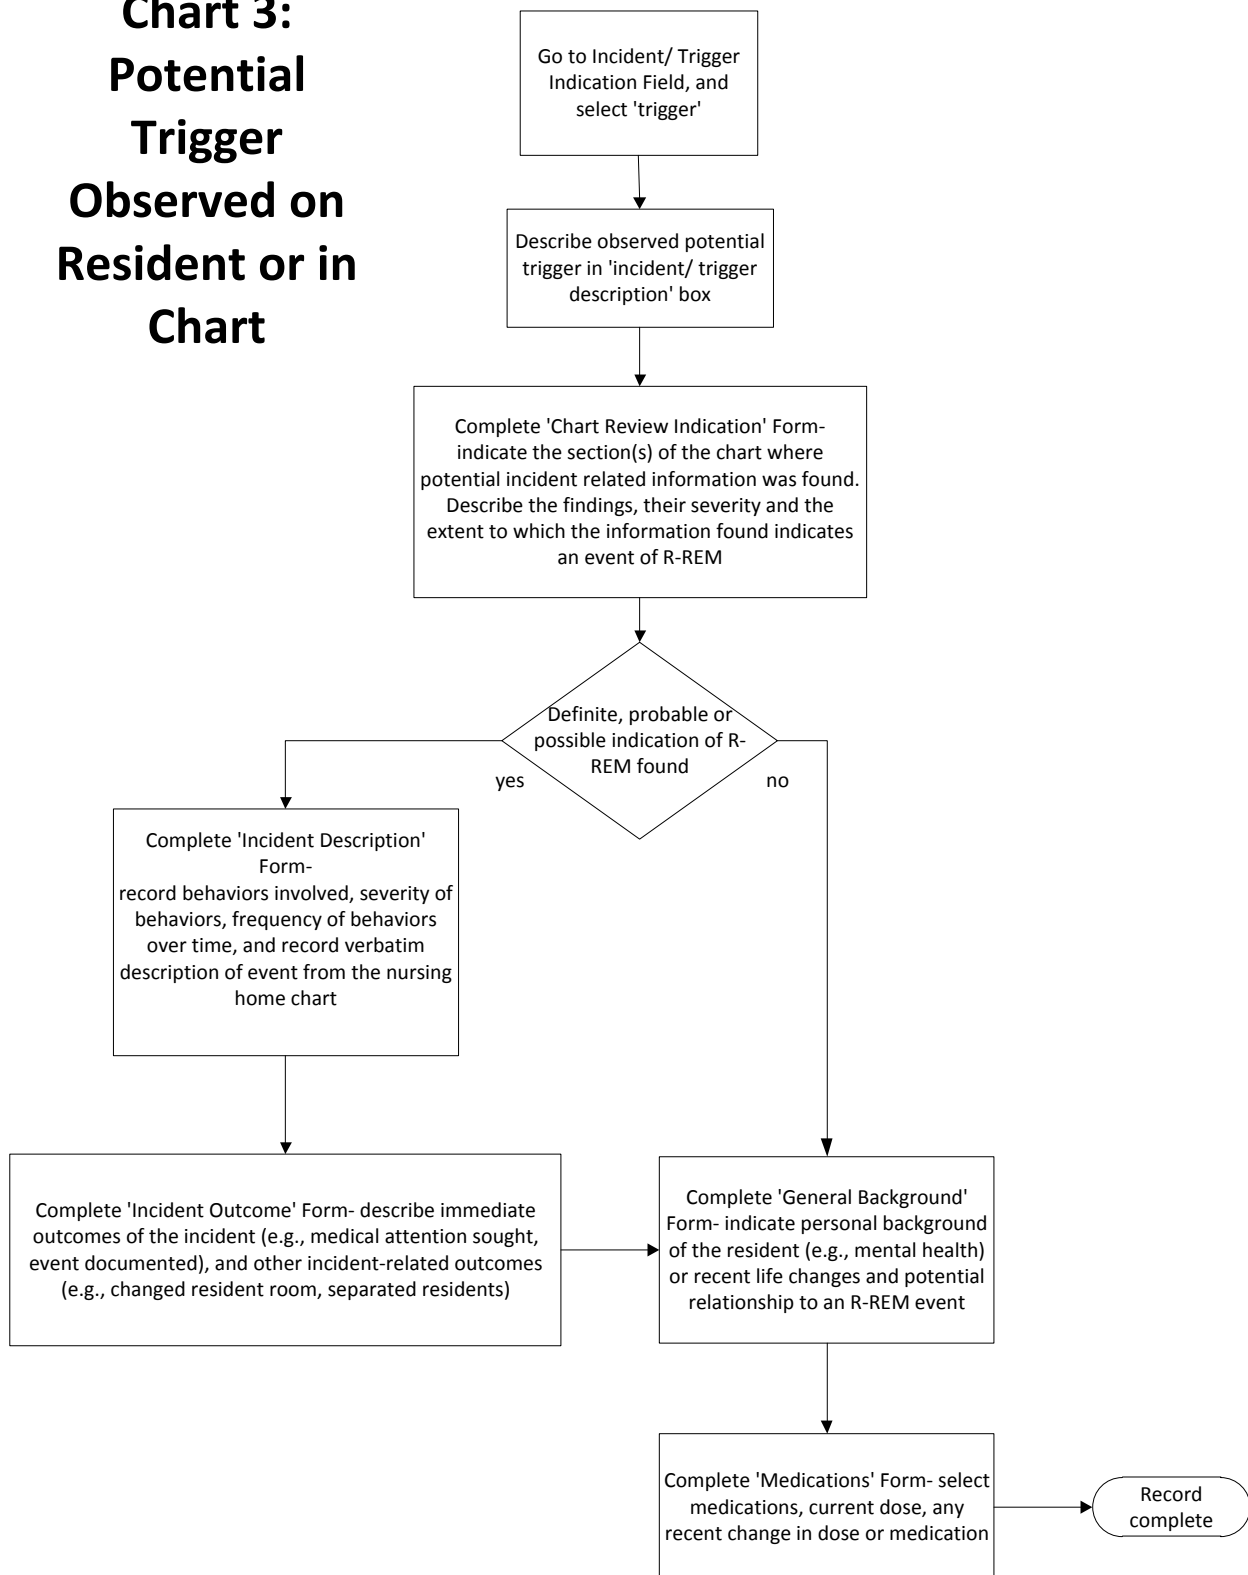 Chart 3:
Potential
Trigger
Observed on
Resident or in
Chart
Go to Incident/ Trigger
Indication Field, and
select 'trigger'
Describe observed potential
trigger in 'incident/ trigger
description' box
Complete 'Chart Review Indication' Form-
indicate the section(s) of the chart where
potential incident related information was found.
Describe the findings, their severity and the
extent to which the information found indicates
an event of R-REM
Definite, probable or
possible indication of R-
REM found
yes
no
Complete 'Incident Description'
Form-
record behaviors involved, severity of
behaviors, frequency of behaviors
over time, and record verbatim
description of event from the nursing
home chart
Complete 'Incident Outcome' Form- describe immediate
outcomes of the incident (e.g., medical attention sought,
event documented), and other incident-related outcomes
(e.g., changed resident room, separated residents)
Complete 'General Background'
Form- indicate personal background
of the resident (e.g., mental health)
or recent life changes and potential
relationship to an R-REM event
Complete 'Medications' Form- select
medications, current dose, any
recent change in dose or medication
Record
complete